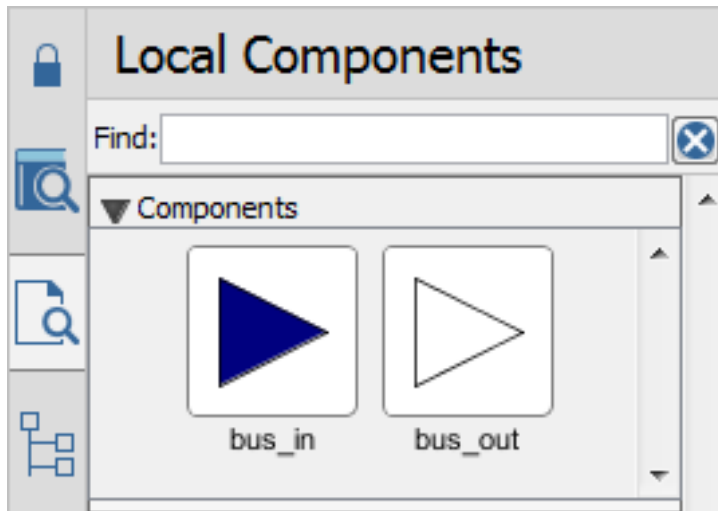 Local Components
Find:
Components
bus_in
bus_out